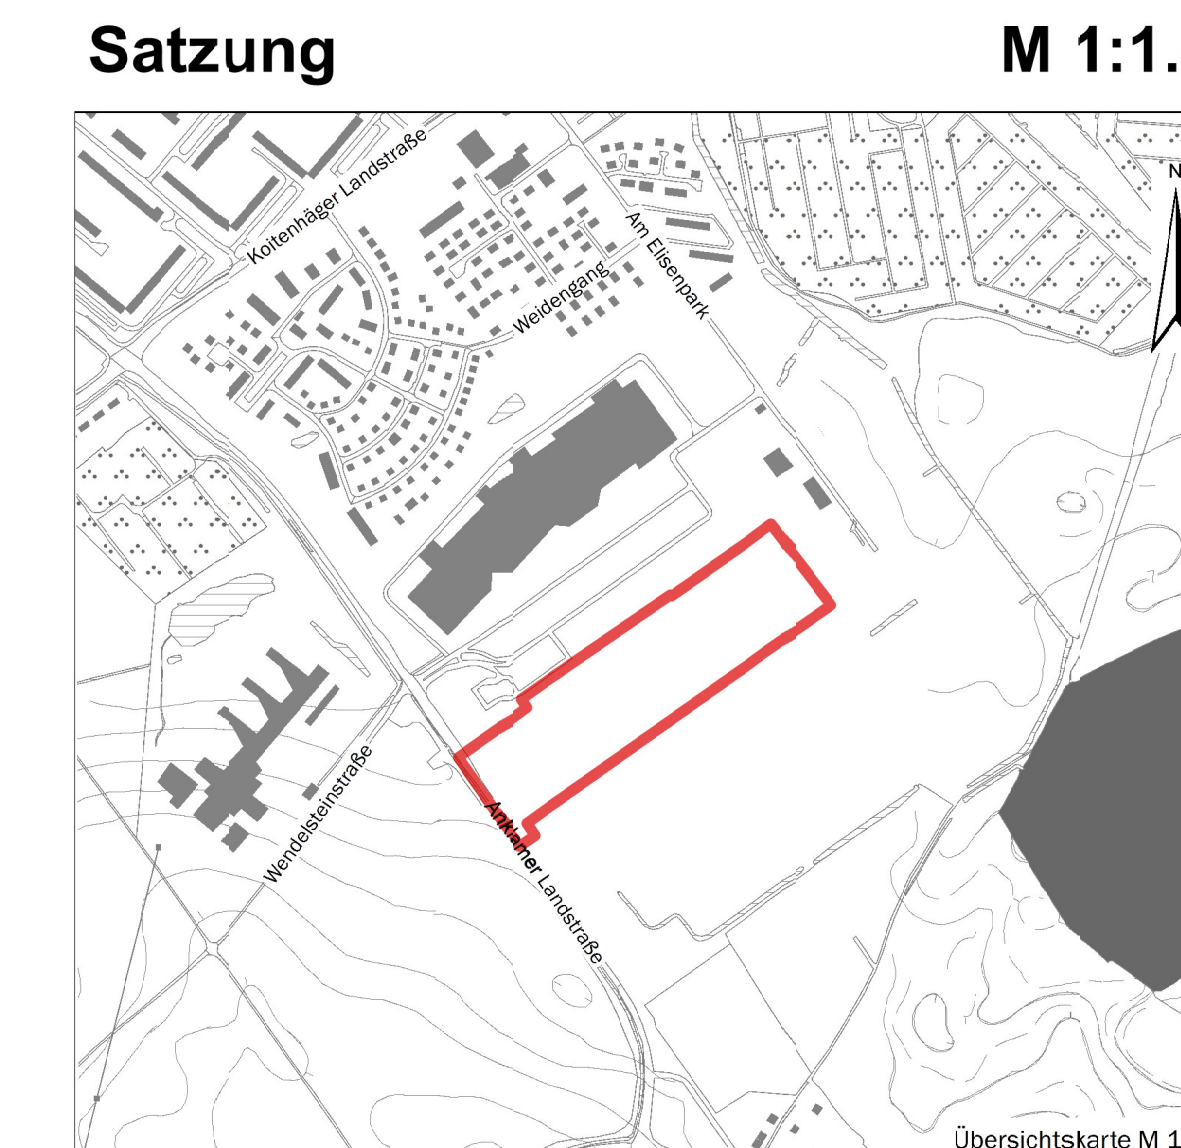 Satzung
M 1:1.
N
Koitenhäger Landstraße
Am Elisenpark
Weidengang
Wendelsteinstraße
Anklamer Landstraße
Übersichtskarte M 1